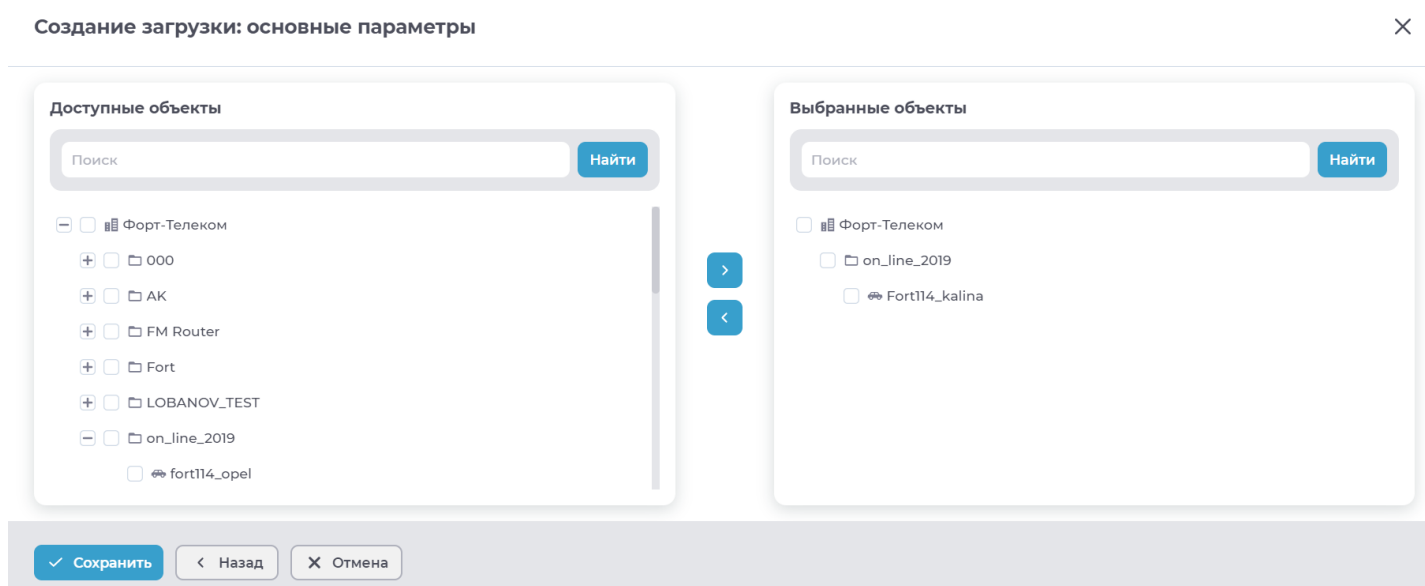 Создание загрузки: основные параметры
Доступные объекты
Поиск
Найти
Форт-Телеком
000
AK
FM Router
Fort
LOBANOV_TEST
on_line_2019
fort114_opel
Выбранные объекты
Поиск
Найти
Форт-Телеком
on_line_2019
Fort114_kalina
Сохранить
Назад
Отмена